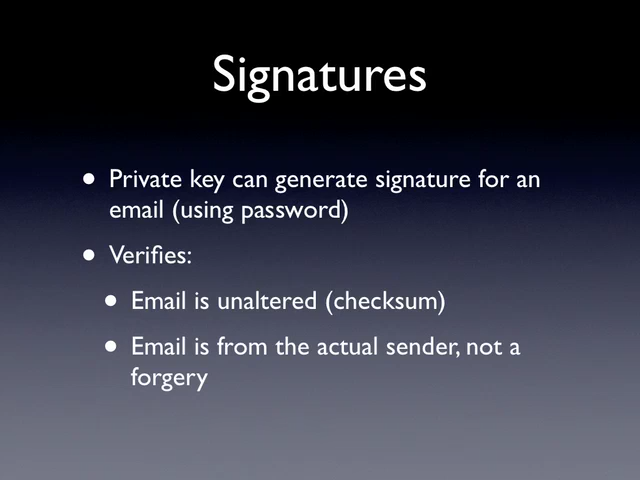 Signatures
• Private key can generate signature for an
email (using password)
• Verifies:
• Email is unaltered (checksum)
• Email is from the actual sender, not a
forgery